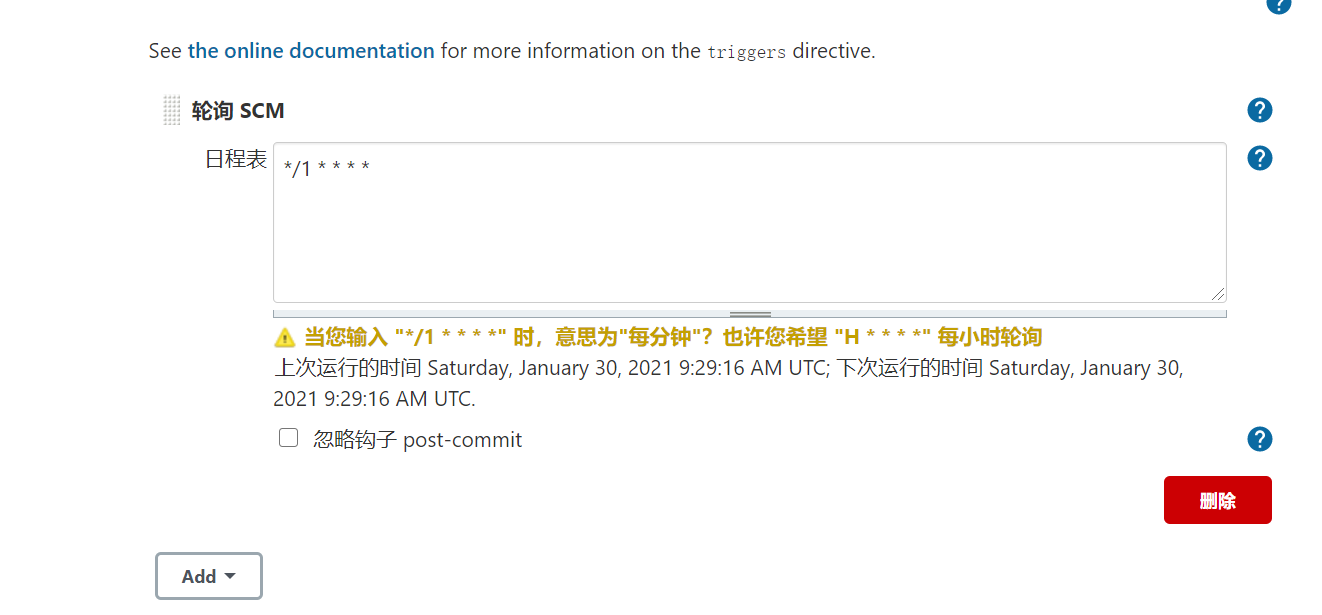 ?
See the online documentation for more information on the triggers directive.
轮询 SCM
?
日程表
*/1 * * * *
?
当您输入 "*/1 * * * *" 时，意思为"每分钟"？也许您希望 "H * * * *" 每小时轮询
上次运行的时间 Saturday, January 30, 2021 9:29:16 AM UTC; 下次运行的时间 Saturday, January 30,
2021 9:29:16 AM UTC.
忽略钩子 post-commit
?
删除
Add